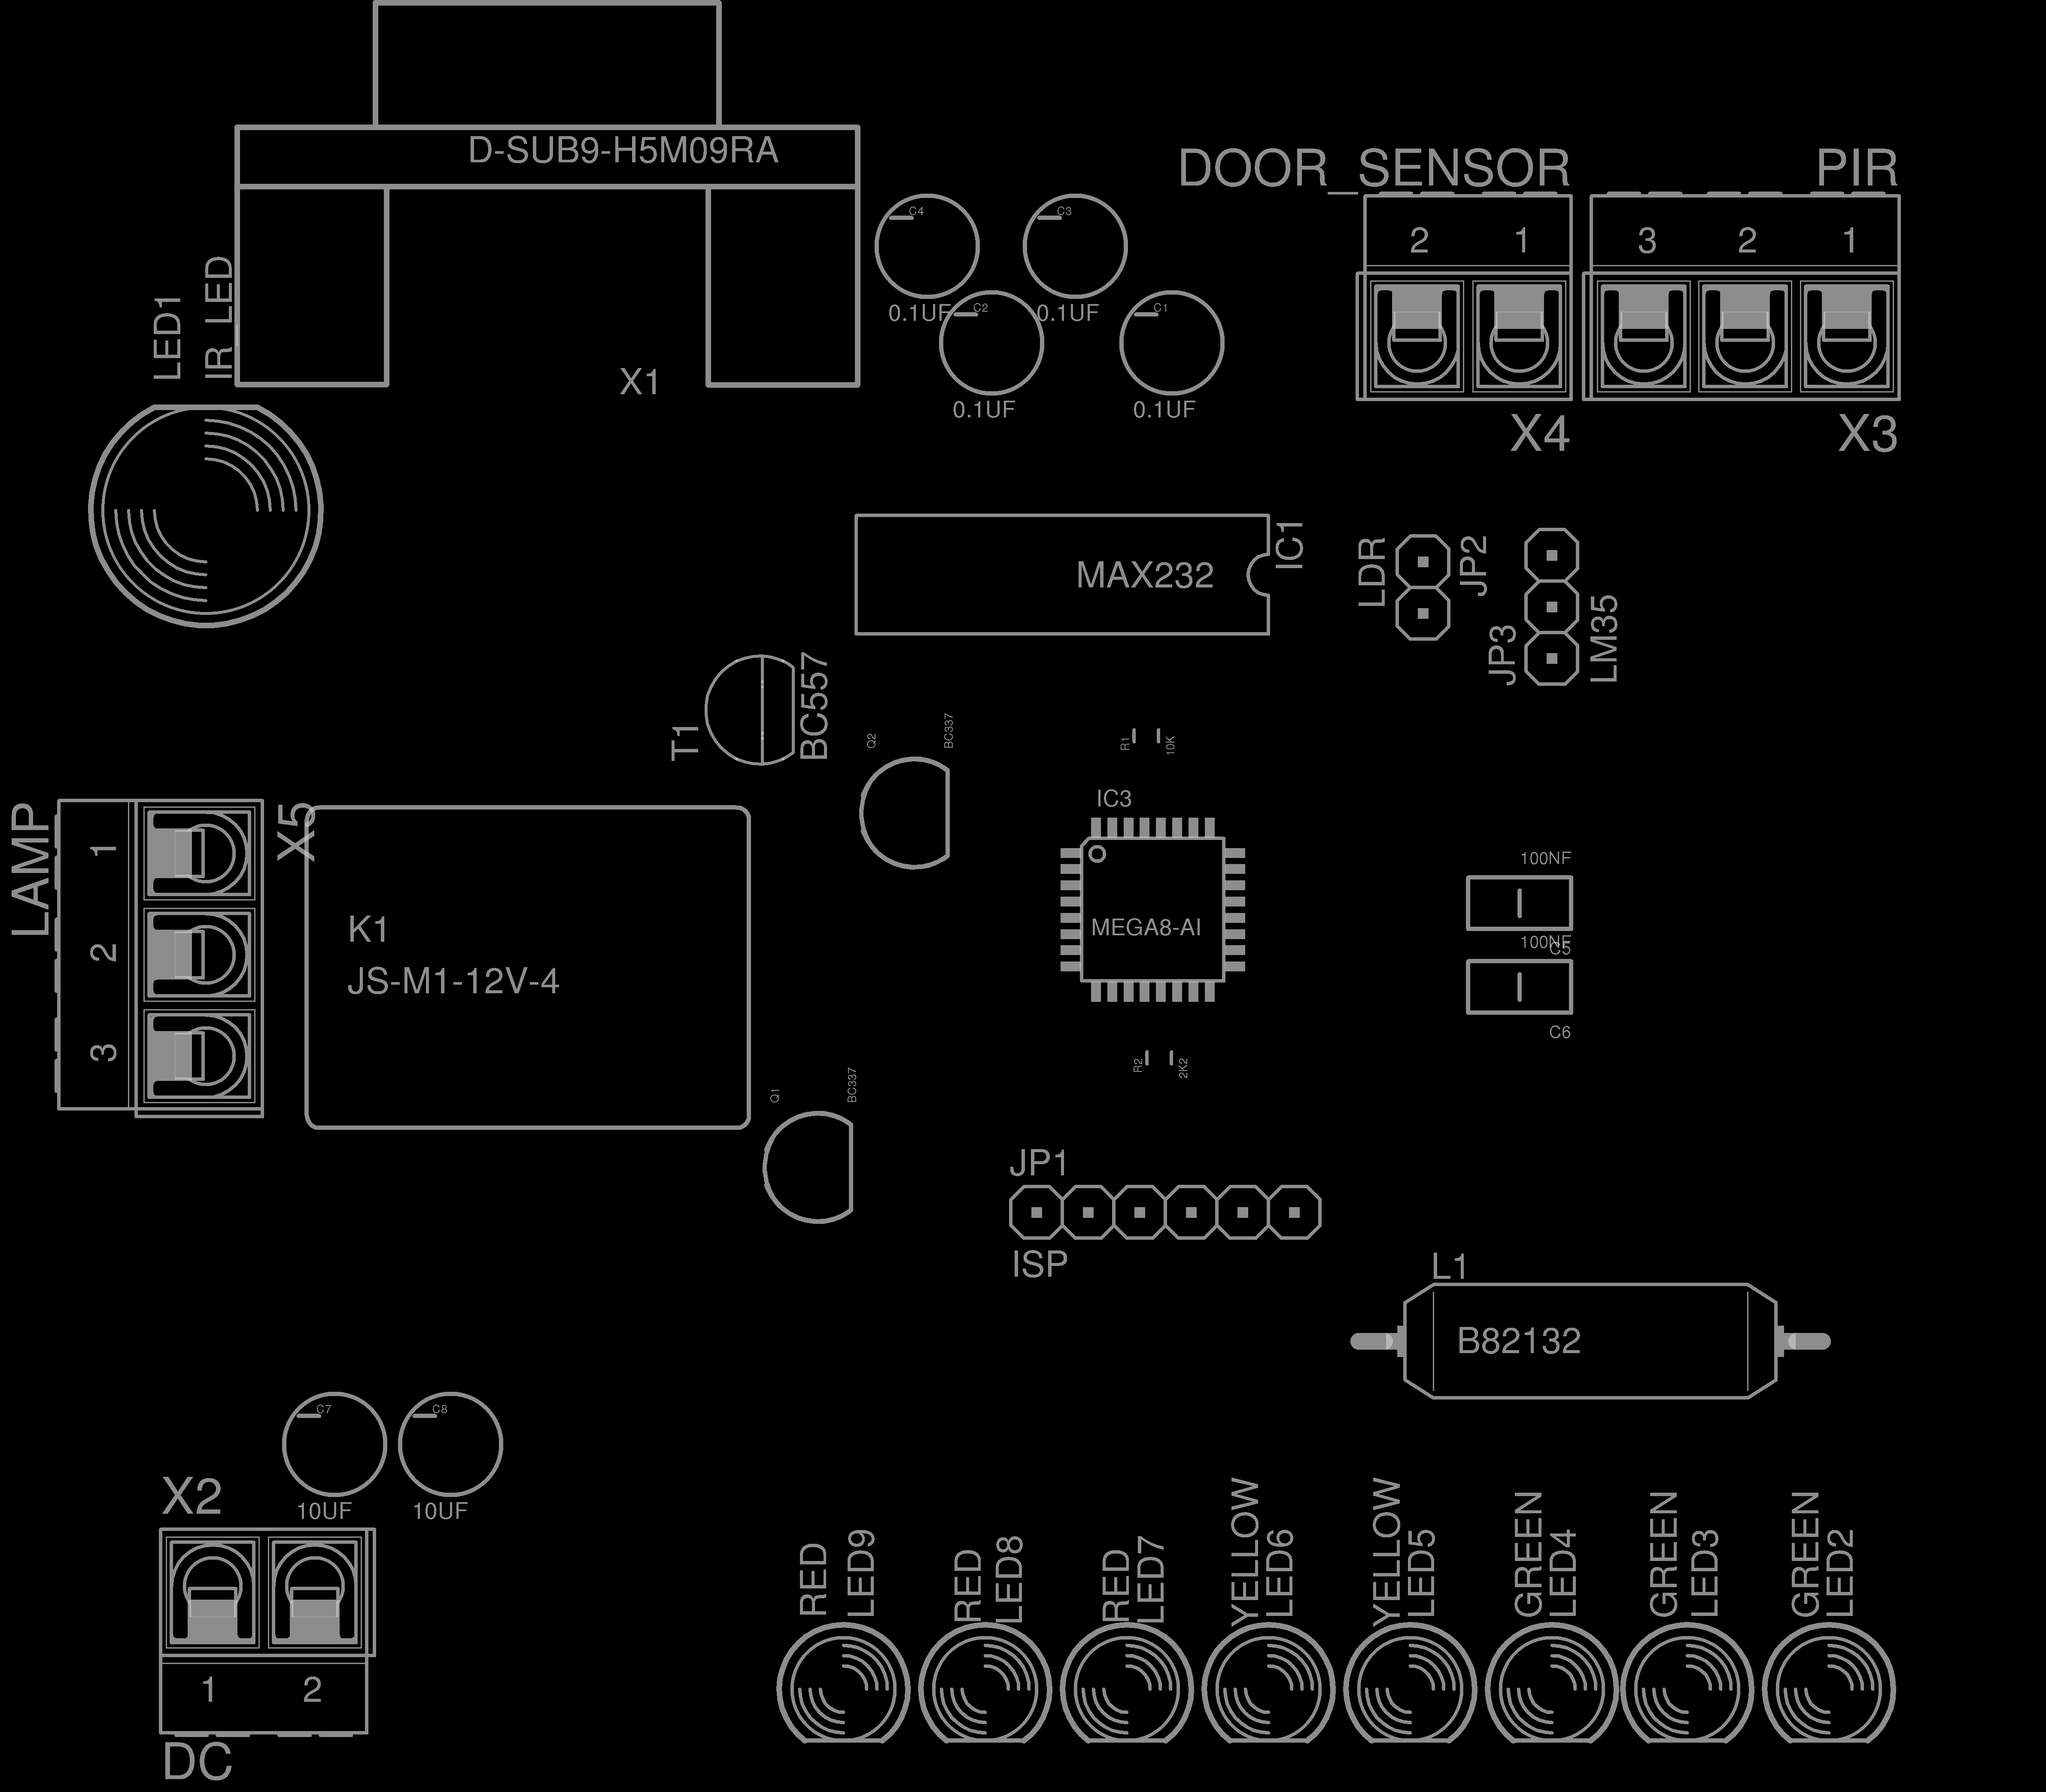 D-SUB9-H5M09RA
DOOR_SENSOR
PIR
C4
C3
2
1
3
2
1
LED1
IR LED
0.1UF
C2
0.1UF
C1
X1
0.1UF
0.1UF
X4
X3
MAX232
IC1
LDR
JP2
JP3
LM35
T1
BC557
Q2
BC337
R1
10K
LAMP
1
2
3
X5
IC3
K1
JS-M1-12V-4
MEGA8-AI
100NF
C5
100NF
C6
R2
2K2
Q1
BC337
JP1
ISP
L1
B82132
C7
C8
10UF
10UF
X2
1
2
DC
RED
LED9
RED
LED8
RED
LED7
YELLOW
LED6
YELLOW
LED5
GREEN
LED4
GREEN
LED3
GREEN
LED2